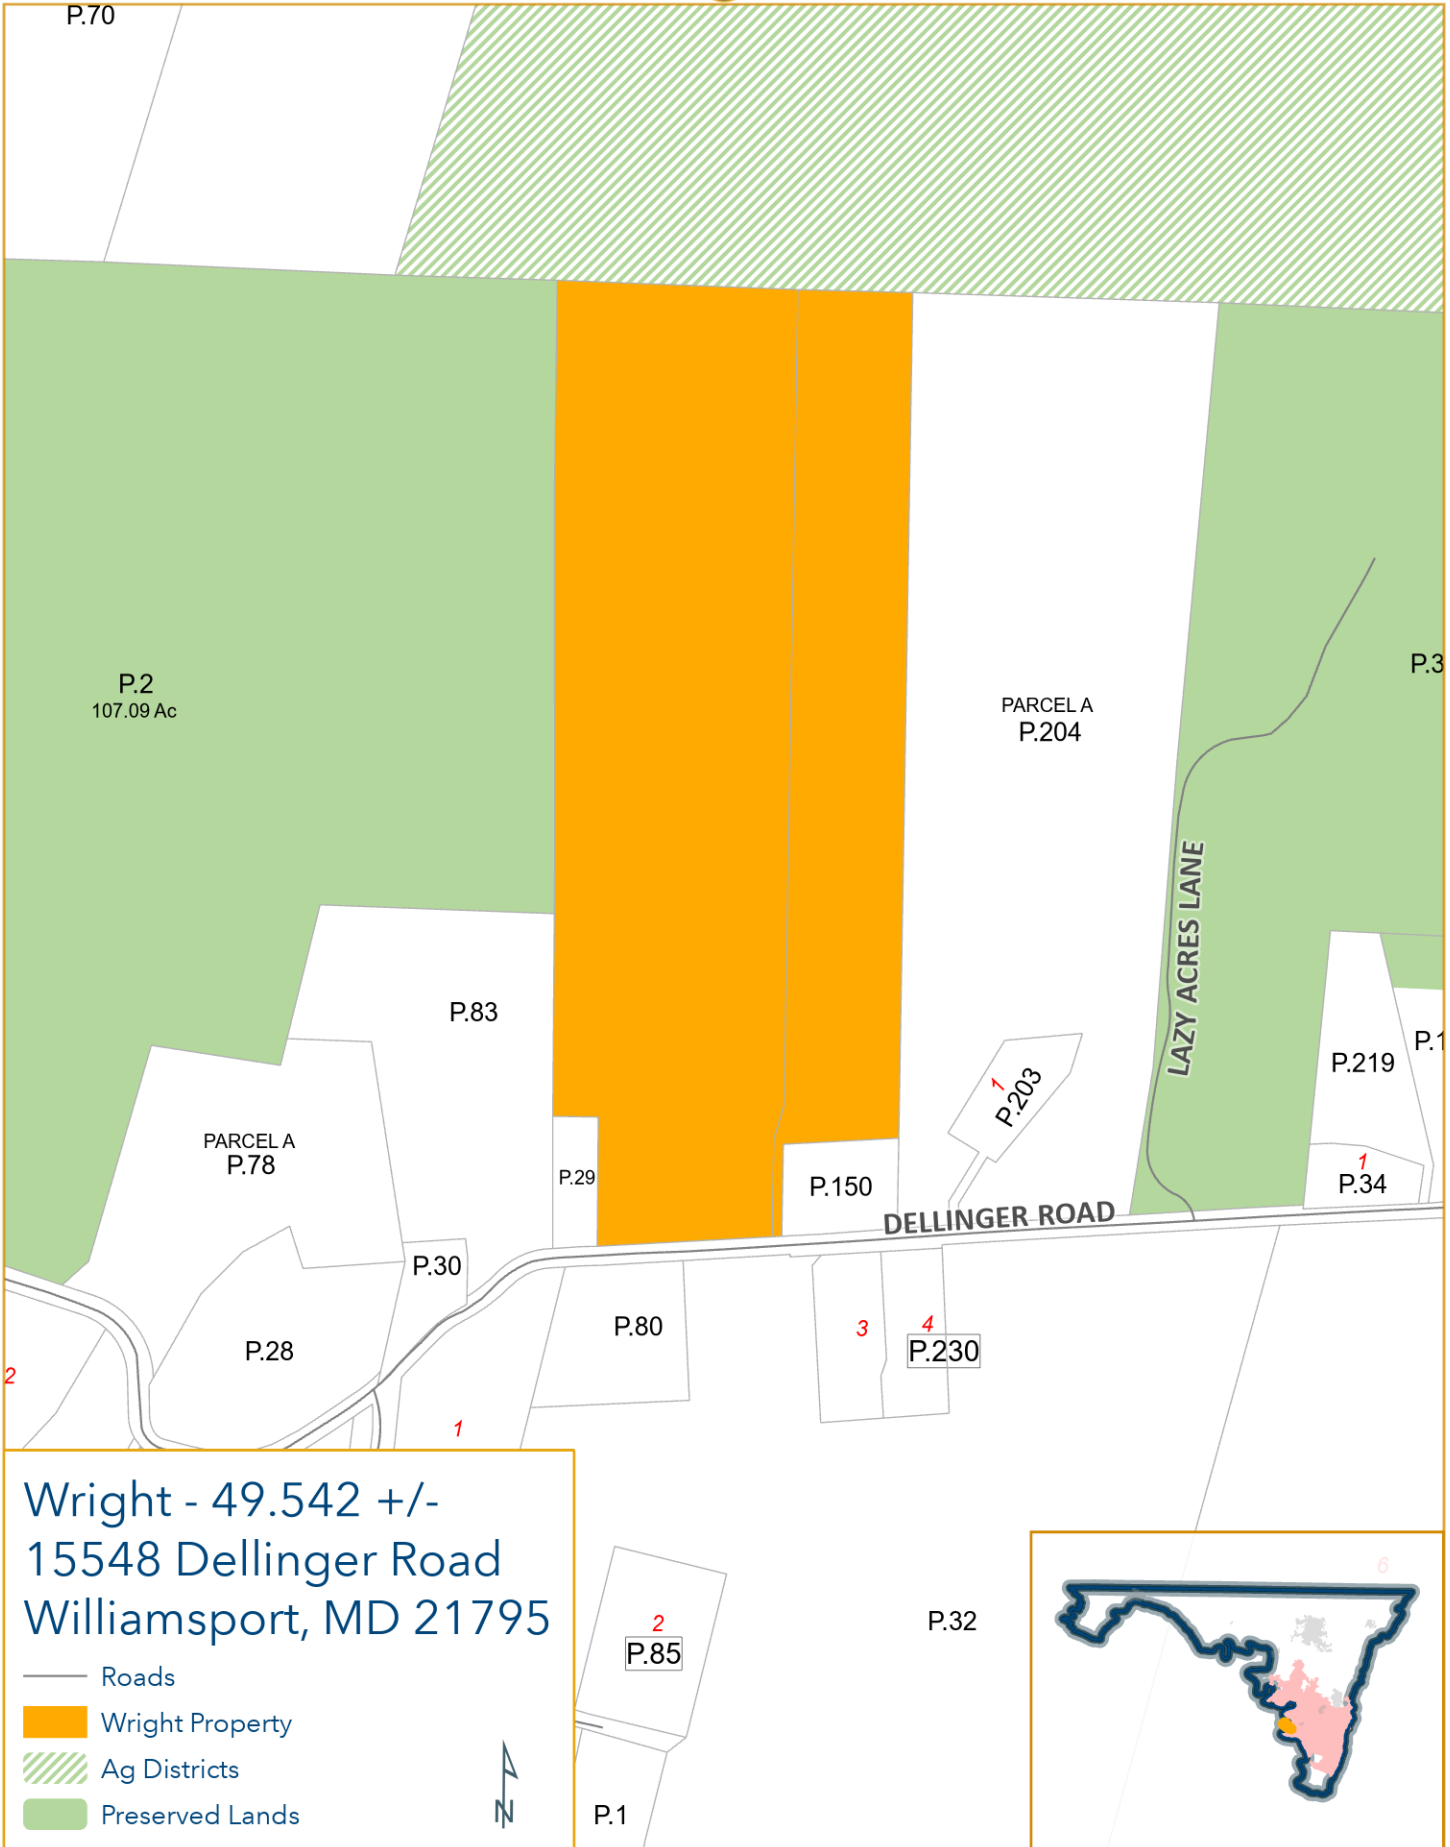 P.70
P.2
107.09 Ac
PARCEL A
P.204
P.3
LAZY ACRES LANE
P.83
P.219
P.1
1
P.203
PARCEL A
P.78
P.29
P.150
1
P.34
DELLINGER ROAD
P.30
P.28
P.80
3
4
P.230
2
1
Wright - 49.542 +/-
15548 Dellinger Road
Williamsport, MD 21795
Roads
Wright Property
Ag Districts
Preserved Lands
N
2
P.85
P.32
P.1
6